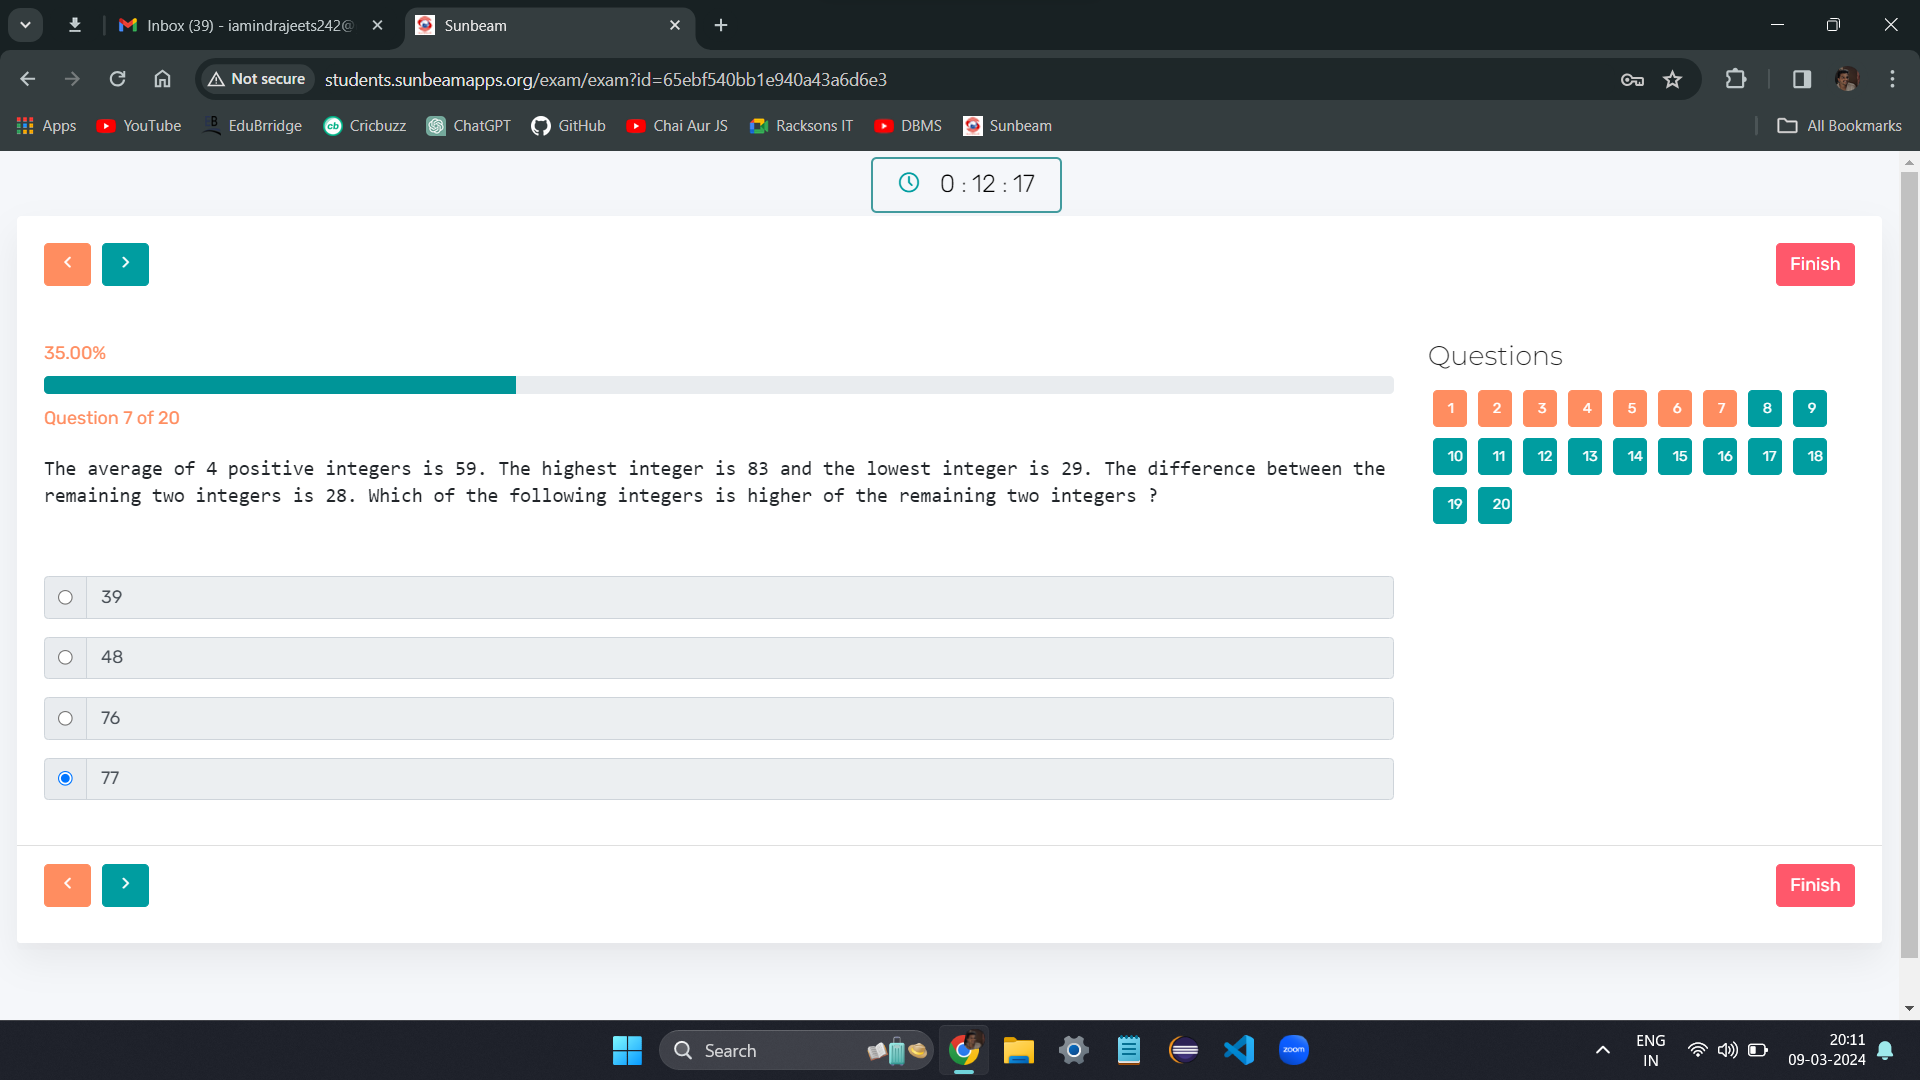 Inbox (39) - iamindrajeets242@
Sunbeam
Not secure
students.sunbeamapps.org/exam/exam?id=65ebf540bb1e940a43a6d6e3
Apps
YouTube
EduBrridge
Cricbuzz
ChatGPT
GitHub
Chai Aur JS
Racksons IT
DBMS
Sunbeam
All Bookmarks
0 : 12 : 17
Finish
35.00%
Question 7 of 20
The average of 4 positive integers is 59. The highest integer is 83 and the lowest integer is 29. The difference between the
remaining two integers is 28. Which of the following integers is higher of the remaining two integers ?
39
48
76
77
Questions
1 2 3 4 5 6 7 8 9
10 11 12 13 14 15 16 17 18
19 20
Finish
Search
zoom
ENG
IN
20:11
09-03-2024